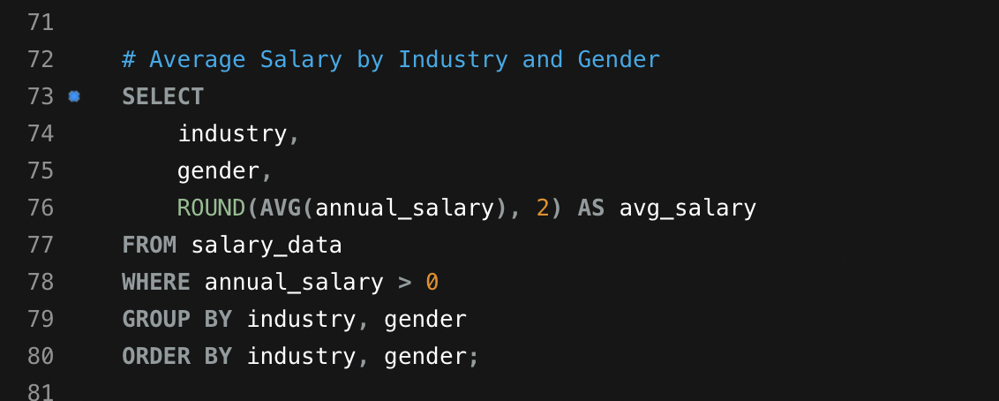 71
72 # Average Salary by Industry and Gender
73 SELECT
74     industry,
75     gender,
76     ROUND(AVG(annual_salary), 2) AS avg_salary
77 FROM salary_data
78 WHERE annual_salary > 0
79 GROUP BY industry, gender
80 ORDER BY industry, gender;
81